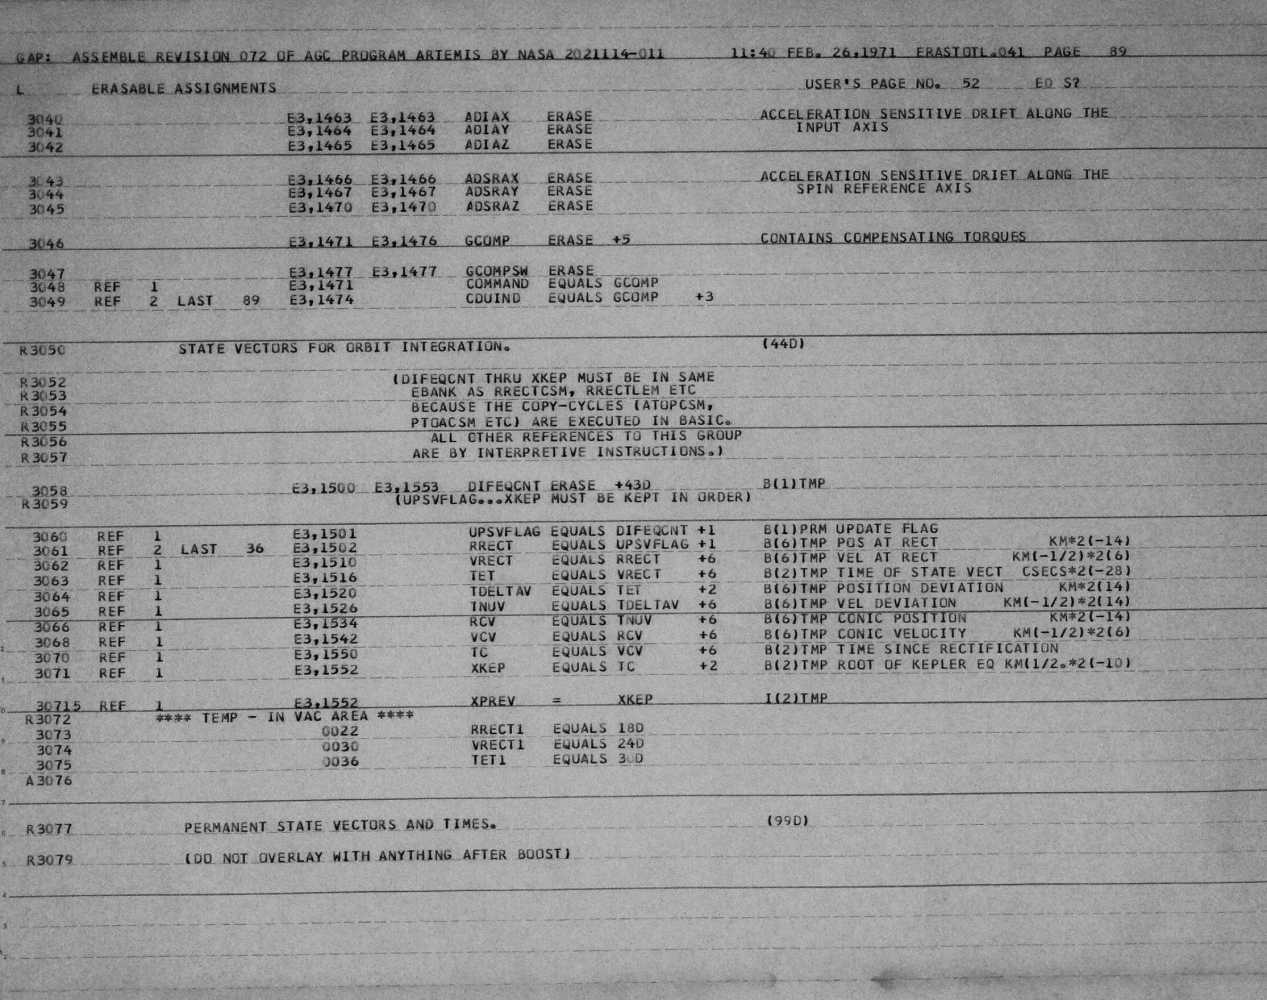 GAP: ASSEMBLE REVISION 072 OF AGC PROGRAM ARTEMIS BY NASA 2021114-011 11:40 FEB. 26,1971 ERASTOTL.041 PAGE 89
L ERASABLE ASSIGNMENTS USER'S PAGE NO. 52 E0 S?
3040 E3,1463 E3,1463 ADIAX ERASE ACCELERATION SENSITIVE DRIFT ALONG THE
3041 E3,1464 E3,1464 ADIAY ERASE INPUT AXIS
3042 E3,1465 E3,1465 ADIAZ ERASE
3043 E3,1466 E3,1466 ADSRAX ERASE ACCELERATION SENSITIVE DRIFT ALONG THE
3044 E3,1467 E3,1467 ADSRAY ERASE SPIN REFERENCE AXIS
3045 E3,1470 E3,1470 ADSRAZ ERASE
3046 E3,1471 E3,1476 GCOMP ERASE +5 CONTAINS COMPENSATING TORQUES
3047 E3,1477 E3,1477 GCOMPSW ERASE
3048 REF 1 E3,1471 COMMAND EQUALS GCOMP
3049 REF 2 LAST 89 E3,1474 CDUIND EQUALS GCOMP +3
R3050 STATE VECTORS FOR ORBIT INTEGRATION. (44D)
R3052 (DIFEQCNT THRU XKEP MUST BE IN SAME
R3053 EBANK AS RRECTCSM, RRECTLEM ETC
R3054 BECAUSE THE COPY-CYCLES (ATOPCSM,
R3055 PTOACSM ETC) ARE EXECUTED IN BASIC.
R3056 ALL OTHER REFERENCES TO THIS GROUP
R3057 ARE BY INTERPRETIVE INSTRUCTIONS.)
3058 E3,1500 E3,1553 DIFEQCNT ERASE +43D B(1)TMP
R3059 (UPSVFLAG...XKEP MUST BE KEPT IN ORDER)
3060 REF 1 E3,1501 UPSVFLAG EQUALS DIFEQCNT +1 B(1)PRM UPDATE FLAG
3061 REF 2 LAST 36 E3,1502 RRECT EQUALS UPSVFLAG +1 B(6)TMP POS AT RECT KM*2(-14)
3062 REF 1 E3,1510 VRECT EQUALS RRECT +6 B(6)TMP VEL AT RECT KM(-1/2)*2(6)
3063 REF 1 E3,1516 TET EQUALS VRECT +6 B(2)TMP TIME OF STATE VECT CSECS*2(-28)
3064 REF 1 E3,1520 TDELTAV EQUALS TET +2 B(6)TMP POSITION DEVIATION KM*2(14)
3065 REF 1 E3,1526 TNUV EQUALS TDELTAV +6 B(6)TMP VEL DEVIATION KM(-1/2)*2(14)
3066 REF 1 E3,1534 RCV EQUALS TNUV +6 B(6)TMP CONIC POSITION KM*2(-14)
3068 REF 1 E3,1542 VCV EQUALS RCV +6 B(6)TMP CONIC VELOCITY KM(-1/2)*2(6)
3070 REF 1 E3,1550 TC EQUALS VCV +6 B(2)TMP TIME SINCE RECTIFICATION
3071 REF 1 E3,1552 XKEP EQUALS TC +2 B(2)TMP ROOT OF KEPLER EQ KM(1/2.*2(-10)
30715 REF 1 E3,1552 XPREV = XKEP I(2)TMP
R3072 **** TEMP - IN VAC AREA ****
3073 0022 RRECT1 EQUALS 18D
3074 0030 VRECT1 EQUALS 24D
3075 0036 TET1 EQUALS 30D
A3076
R3077 PERMANENT STATE VECTORS AND TIMES. (99D)
R3079 (DO NOT OVERLAY WITH ANYTHING AFTER BOOST)